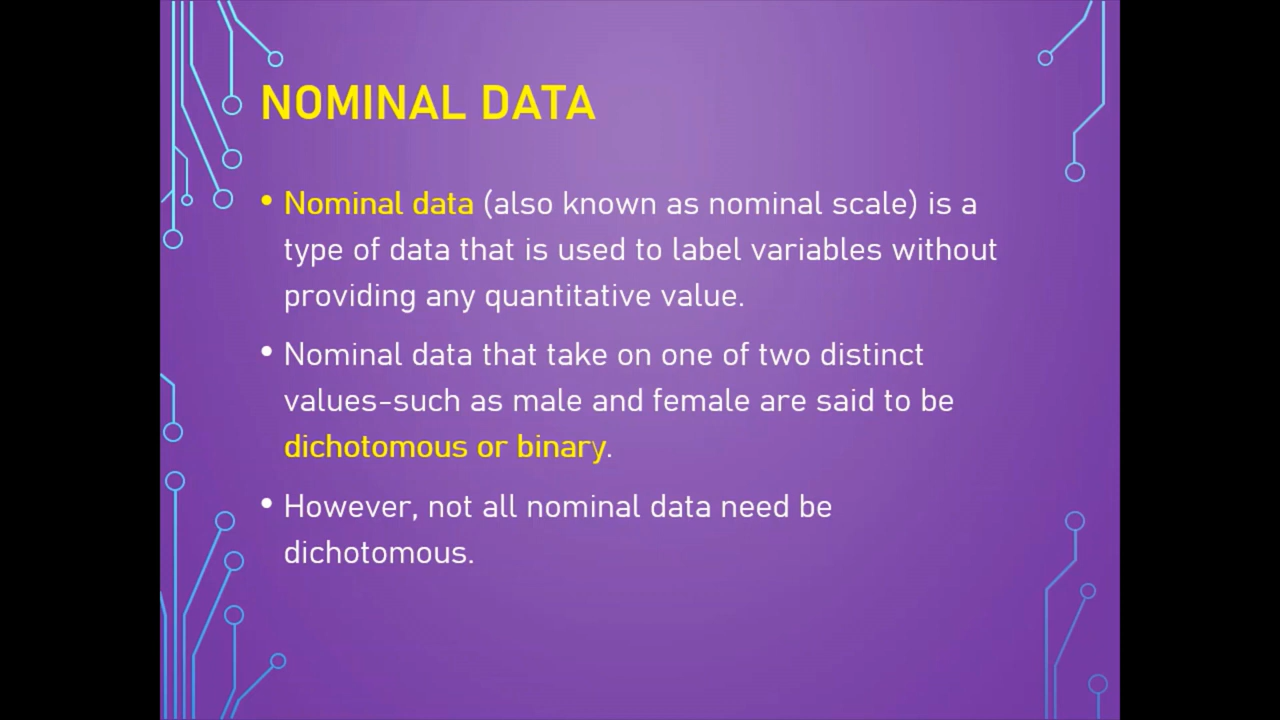 NOMINAL DATA
• Nominal data (also known as nominal scale) is a
type of data that is used to label variables without
providing any quantitative value.
• Nominal data that take on one of two distinct
values-such as male and female are said to be
dichotomous or binary.
• However, not all nominal data need be
dichotomous.